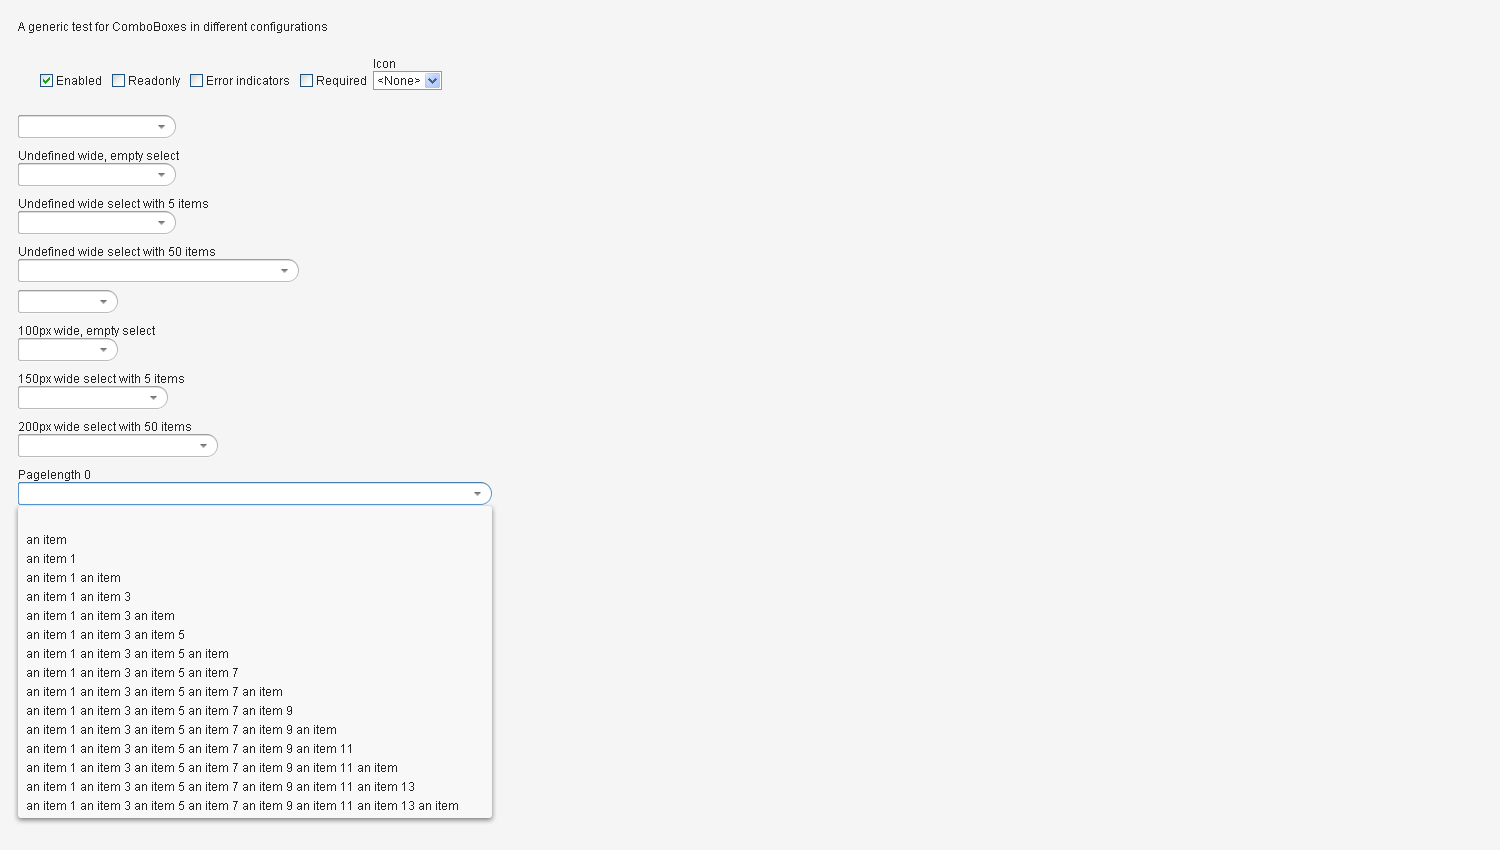 A generic test for ComboBoxes in different configurations
Icon
Enabled Readonly Error indicators Required <None>
Undefined wide, empty select
Undefined wide select with 5 items
Undefined wide select with 50 items
100px wide, empty select
150px wide select with 5 items
200px wide select with 50 items
Pagelength 0
an item
an item 1
an item 1 an item
an item 1 an item 3
an item 1 an item 3 an item
an item 1 an item 3 an item 5
an item 1 an item 3 an item 5 an item
an item 1 an item 3 an item 5 an item 7
an item 1 an item 3 an item 5 an item 7 an item
an item 1 an item 3 an item 5 an item 7 an item 9
an item 1 an item 3 an item 5 an item 7 an item 9 an item
an item 1 an item 3 an item 5 an item 7 an item 9 an item 11
an item 1 an item 3 an item 5 an item 7 an item 9 an item 11 an item
an item 1 an item 3 an item 5 an item 7 an item 9 an item 11 an item 13
an item 1 an item 3 an item 5 an item 7 an item 9 an item 11 an item 13 an item